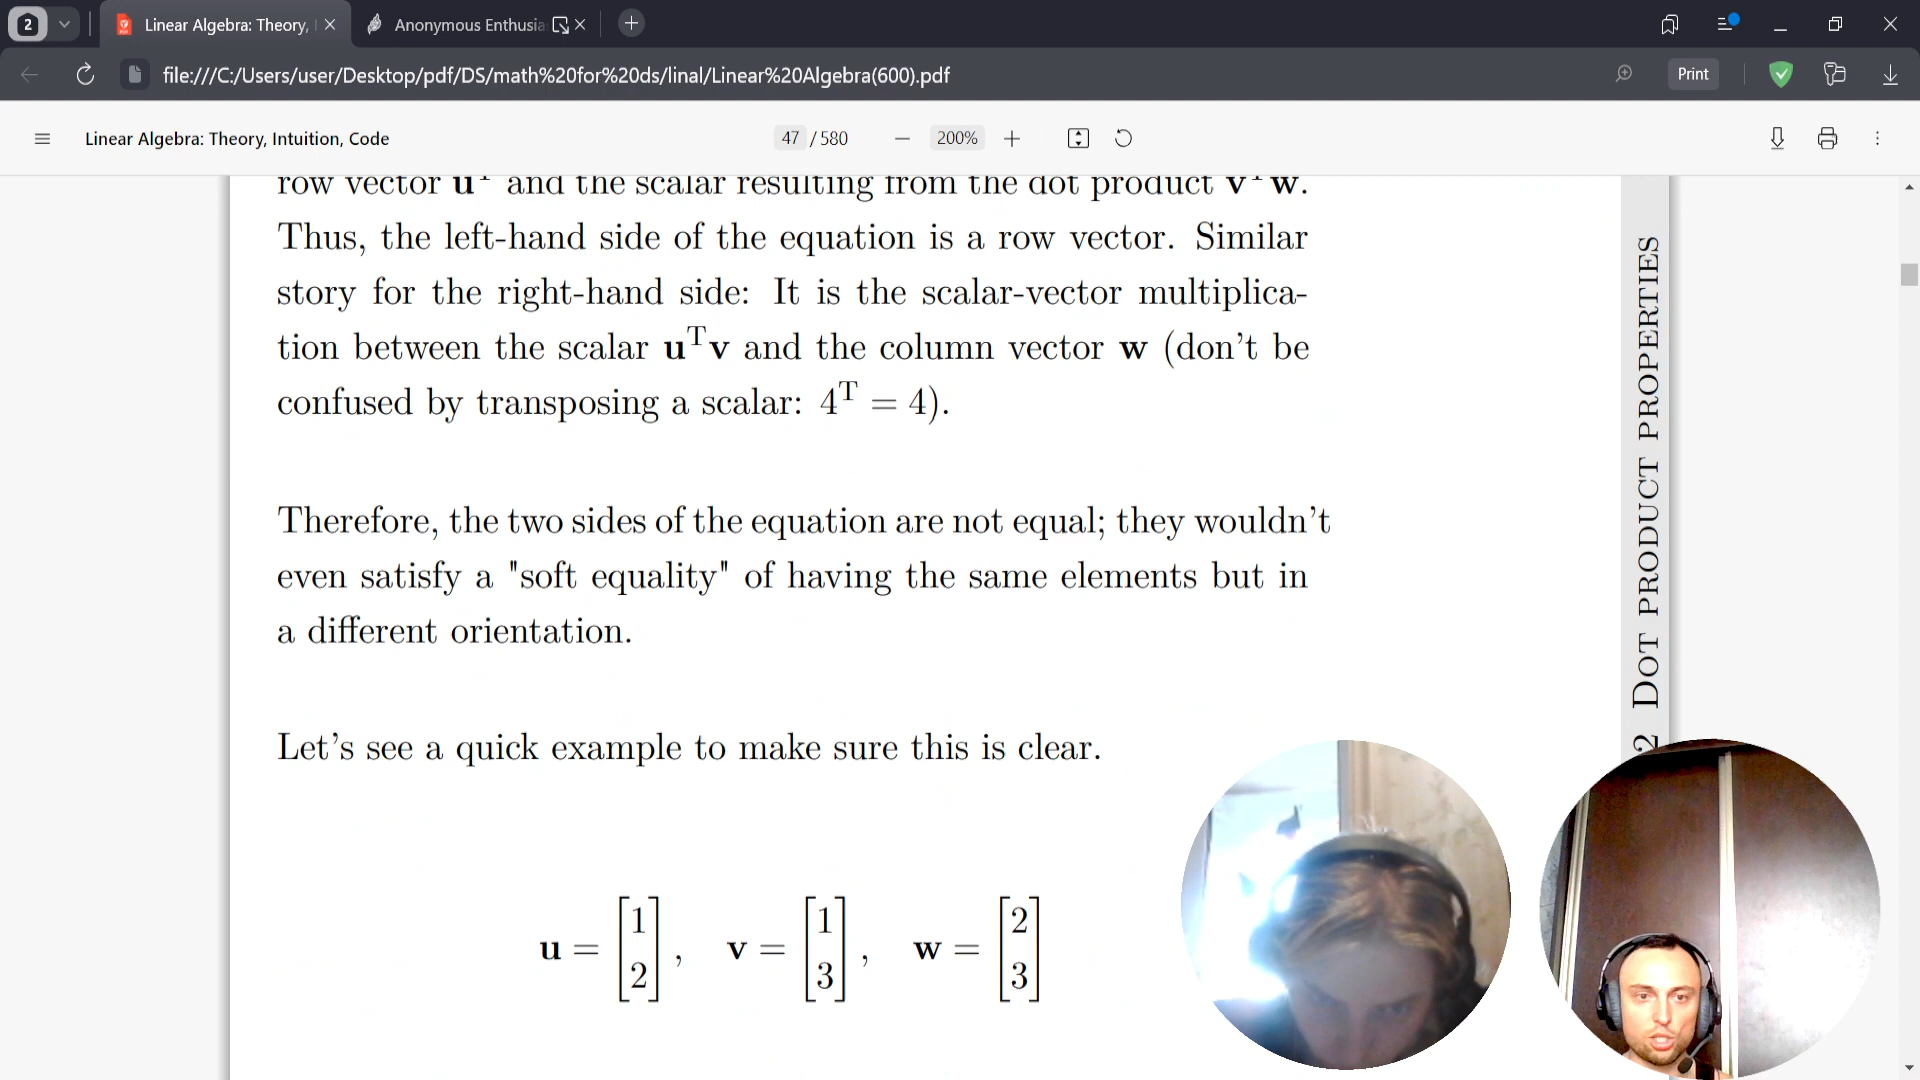 2
Linear Algebra: Theory,
Anonymous Enthusia
file:///C:/Users/user/Desktop/pdf/DS/math%20for%20ds/linal/Linear%20Algebra(600).pdf
Print
Linear Algebra: Theory, Intuition, Code
47 / 580
200%
row vector uᵀ and the scalar resulting from the dot product vᵀw.
Thus, the left-hand side of the equation is a row vector. Similar
story for the right-hand side: It is the scalar-vector multiplica-
tion between the scalar uᵀv and the column vector w (don't be
confused by transposing a scalar: 4ᵀ = 4).
Therefore, the two sides of the equation are not equal; they wouldn't
even satisfy a "soft equality" of having the same elements but in
a different orientation.
Let's see a quick example to make sure this is clear.
u = [1 2], v = [1 3], w = [2 3]
2 DOT PRODUCT PROPERTIES